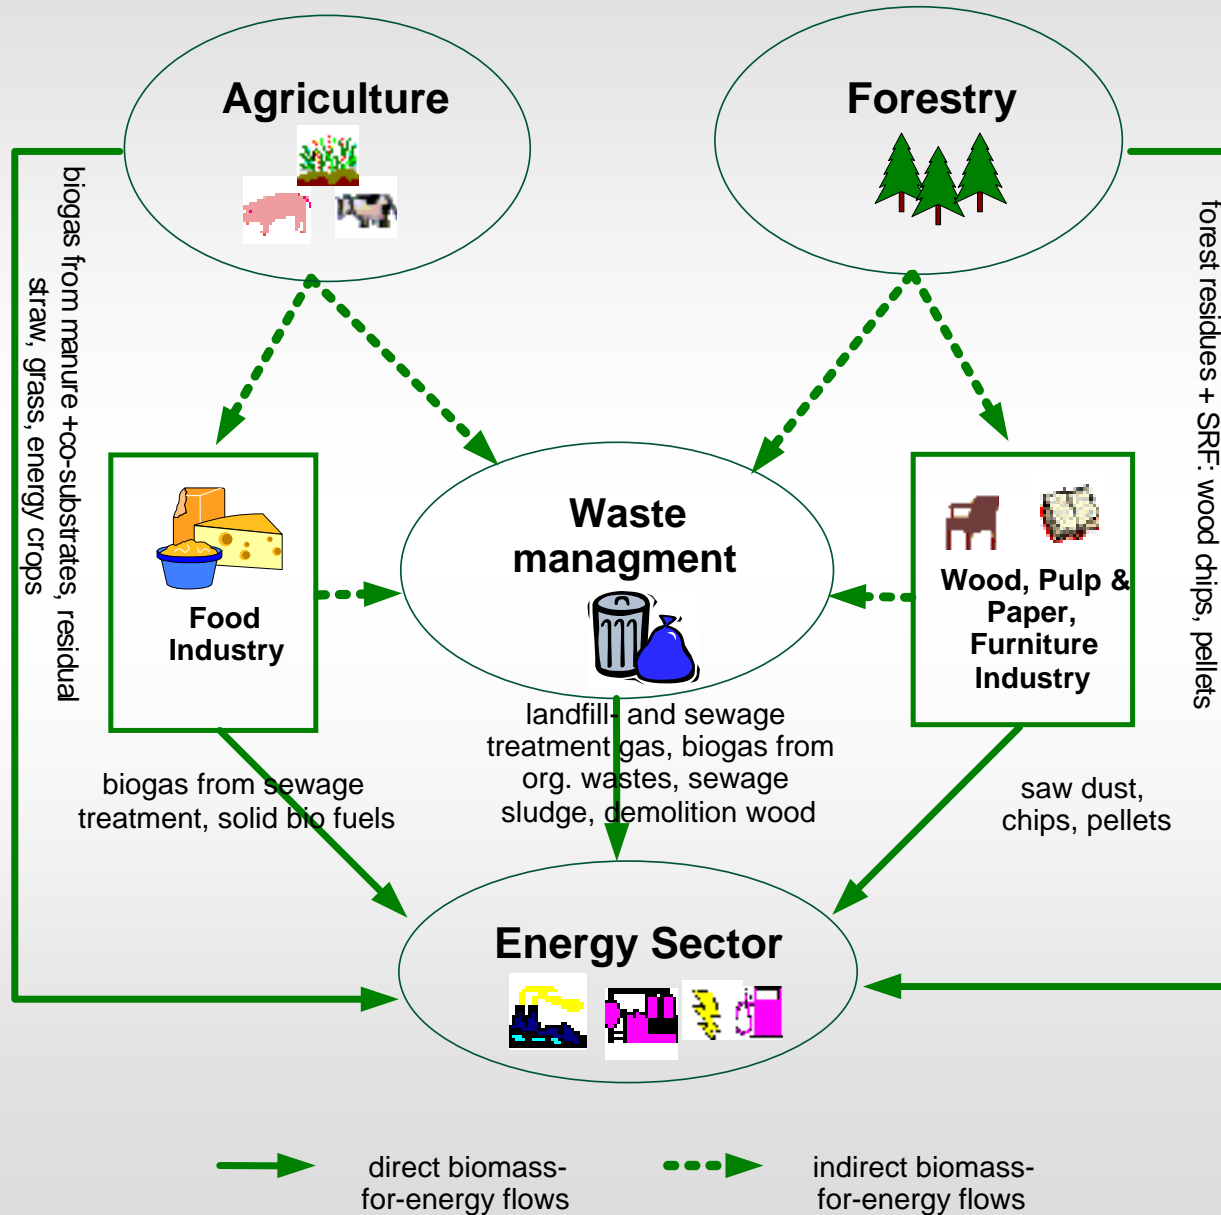 Agriculture
Forestry
biogas from manure +co-substrates, residual
straw, grass, energy crops
forest residues + SRF: wood chips, pellets
Waste
managment
Food
Industry
Wood, Pulp &
Paper,
Furniture
Industry
landfill- and sewage
treatment gas, biogas from
org. wastes, sewage
sludge, demolition wood
biogas from sewage
treatment, solid bio fuels
saw dust,
chips, pellets
Energy Sector
direct biomass-
for-energy flows
indirect biomass-
for-energy flows